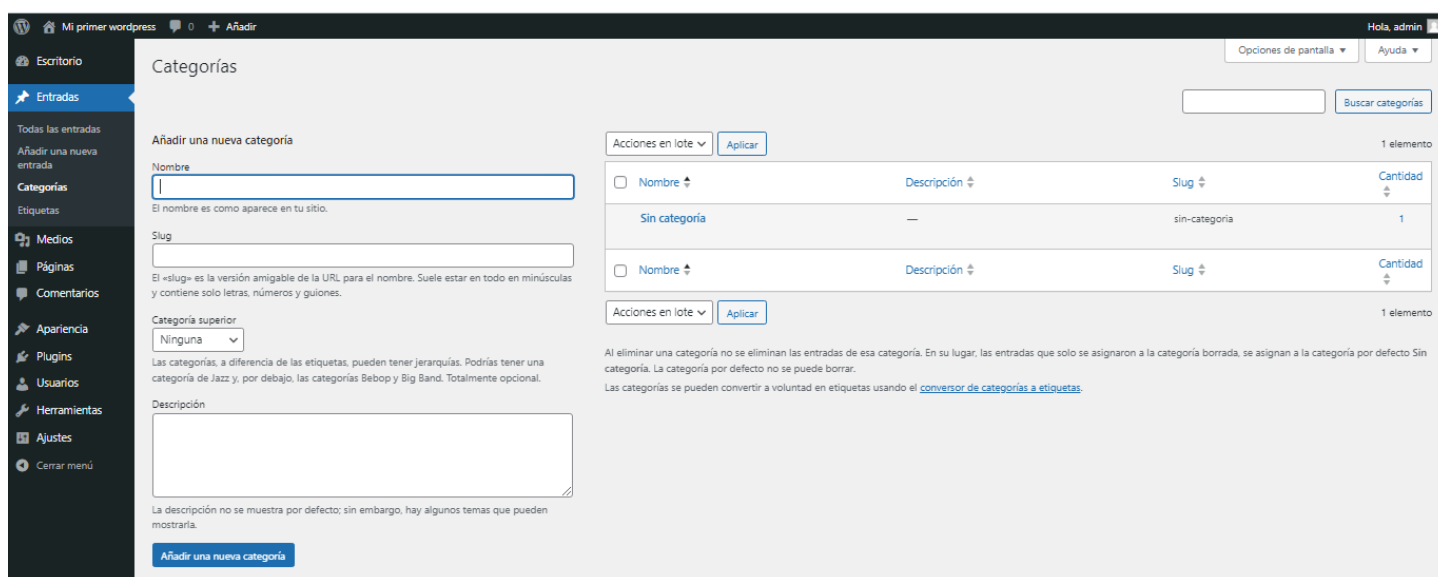 Mi primer wordpress 0 Añadir Hola, admin
Opciones de pantalla Ayuda
Escritorio
Entradas
Todas las entradas
Añadir una nueva
entrada
Categorías
Etiquetas
Medios
Páginas
Comentarios
Apariencia
Plugins
Usuarios
Herramientas
Ajustes
Cerrar menú
Categorías
Buscar categorías
Añadir una nueva categoría
Nombre
El nombre es como aparece en tu sitio.
Slug
El «slug» es la versión amigable de la URL para el nombre. Suele estar en todo en minúsculas
y contiene solo letras, números y guiones.
Categoría superior
Ninguna
Las categorías, a diferencia de las etiquetas, pueden tener jerarquías. Podrías tener una
categoría de Jazz y, por debajo, las categorías Bebop y Big Band. Totalmente opcional.
Descripción
La descripción no se muestra por defecto; sin embargo, hay algunos temas que pueden
mostrarla.
Añadir una nueva categoría
Acciones en lote Aplicar 1 elemento
Nombre Descripción Slug Cantidad
Sin categoría — sin-categoria 1
Nombre Descripción Slug Cantidad
Acciones en lote Aplicar 1 elemento
Al eliminar una categoría no se eliminan las entradas de esa categoría. En su lugar, las entradas que solo se asignaron a la categoría borrada, se asignan a la categoría por defecto Sin
categoría. La categoría por defecto no se puede borrar.
Las categorías se pueden convertir a voluntad en etiquetas usando el conversor de categorías a etiquetas.